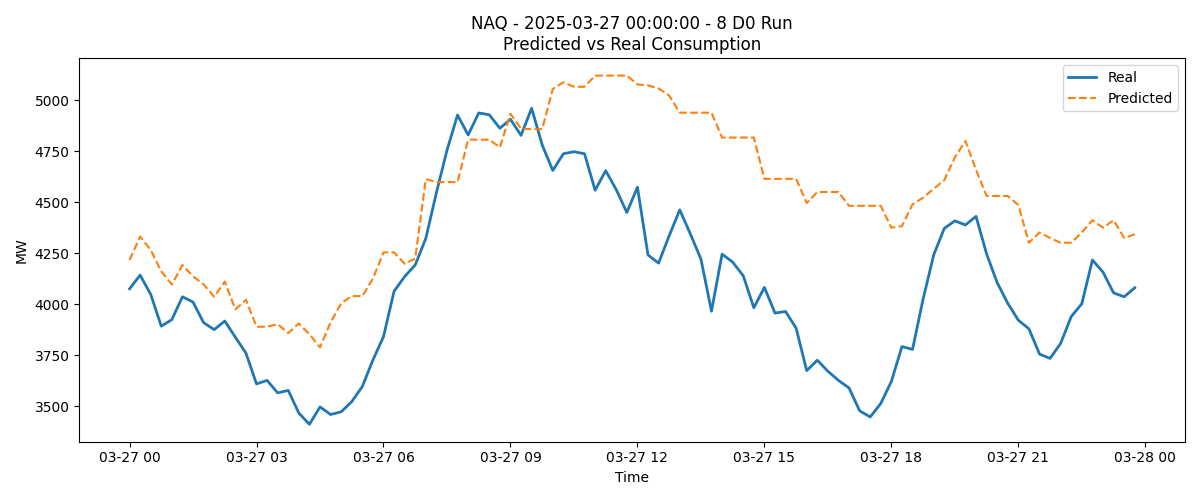 NAQ - 2025-03-27 00:00:00 - 8 D0 Run
Predicted vs Real Consumption
Real
Predicted
MW
5000
4750
4500
4250
4000
3750
3500
03-27 00 03-27 03 03-27 06 03-27 09 03-27 12 03-27 15 03-27 18 03-27 21 03-28 00
Time